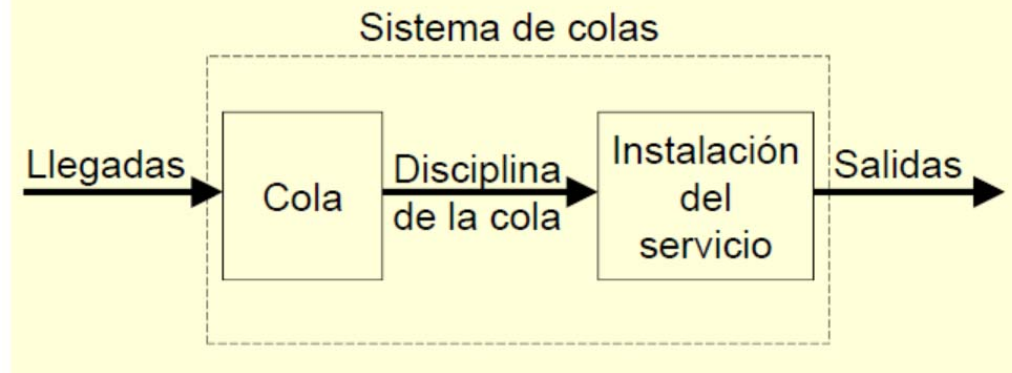 Sistema de colas
Llegadas
Cola
Disciplina
de la cola
Instalación
del
servicio
Salidas